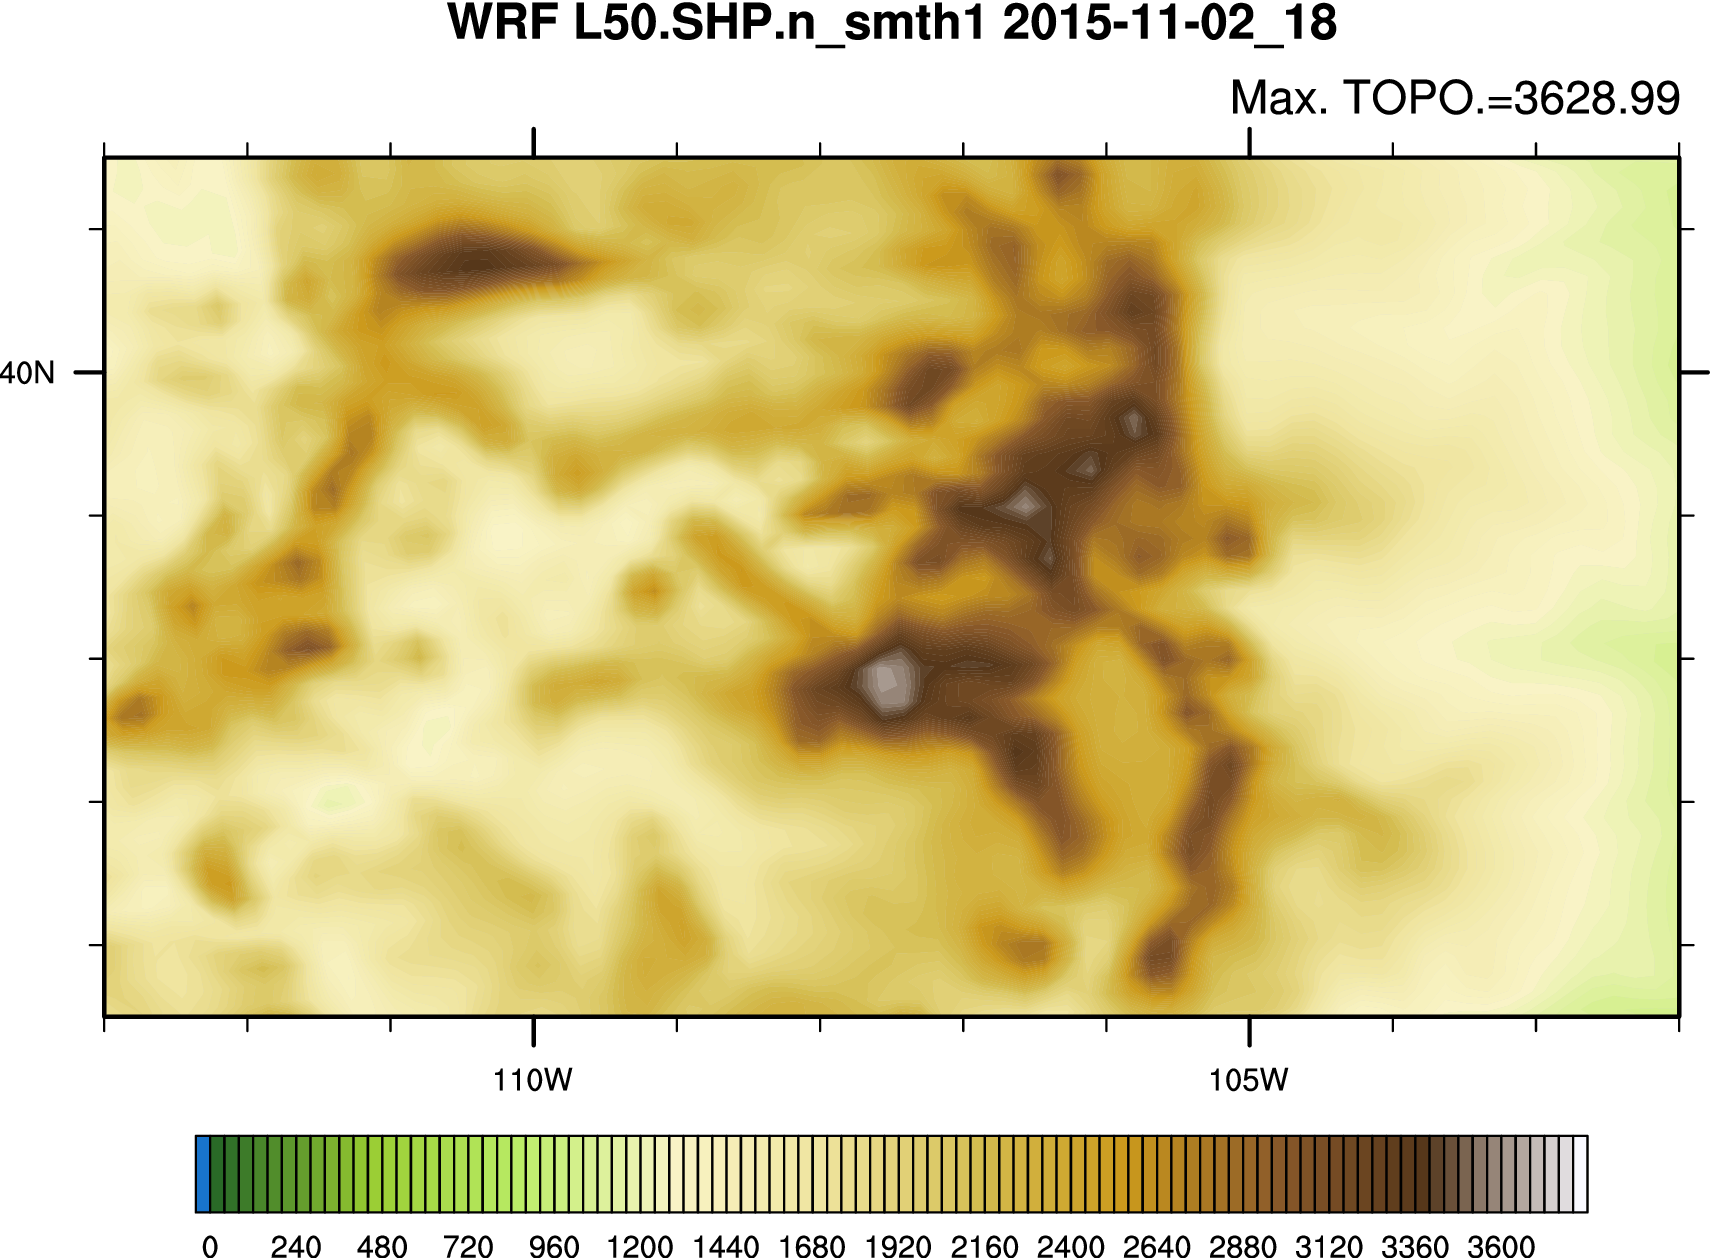 WRF L50.SHP.n_smth1 2015-11-02_18
Max. TOPO.=3628.99
40N
110W 105W
0 240 480 720 960 1200 1440 1680 1920 2160 2400 2640 2880 3120 3360 3600